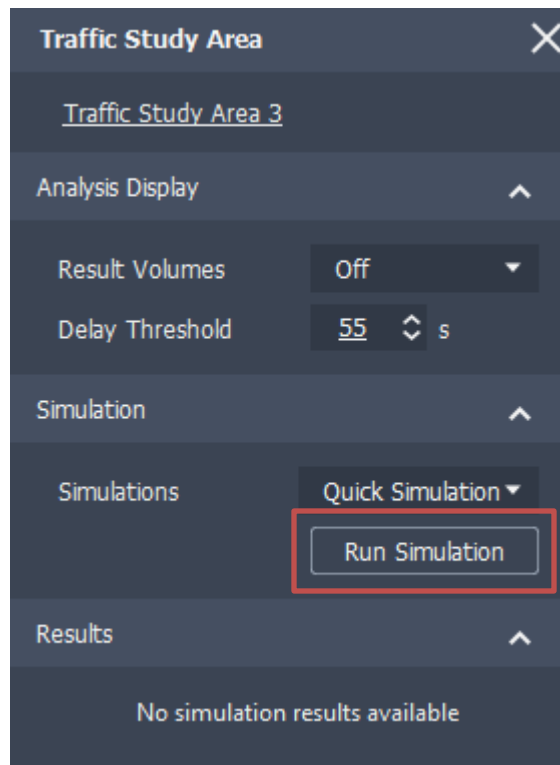 Traffic Study Area
Traffic Study Area 3
Analysis Display
Result Volumes Off
Delay Threshold 55 s
Simulation
Simulations Quick Simulation
Run Simulation
Results
No simulation results available